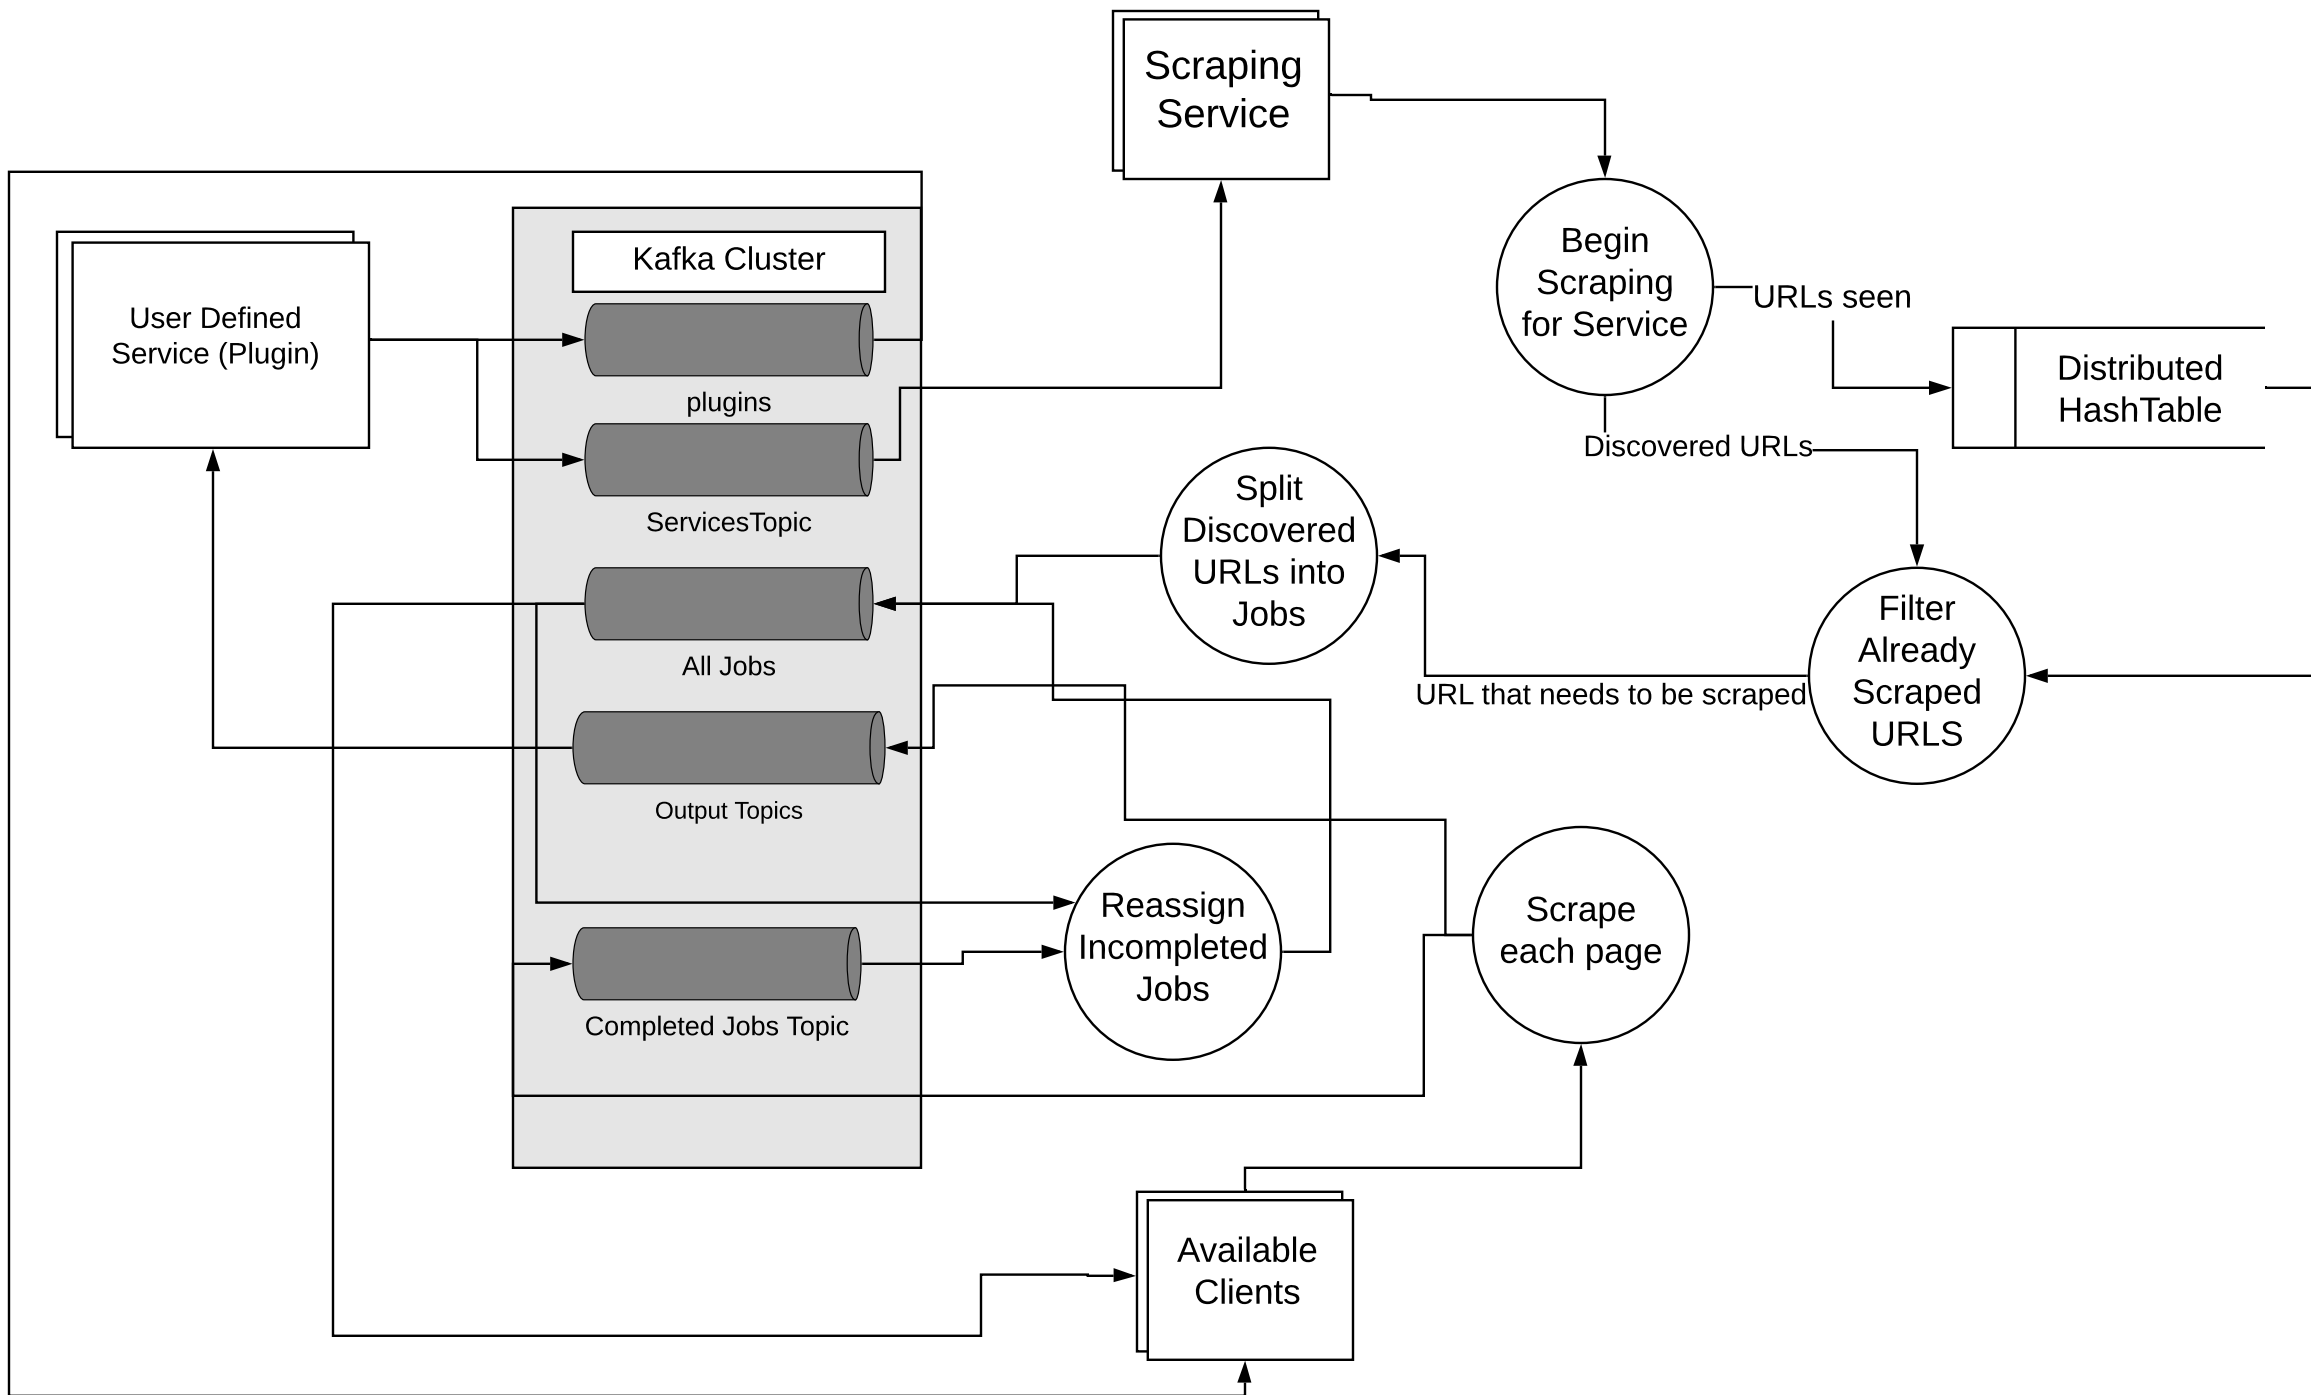 Scraping
Service
Kafka Cluster
User Defined
Service (Plugin)
plugins
ServicesTopic
All Jobs
Output Topics
Completed Jobs Topic
Begin
Scraping
for Service
URLs seen
Distributed
HashTable
Discovered URLs
Split
Discovered
URLs into
Jobs
Filter
Already
Scraped
URLS
URL that needs to be scraped
Reassign
Incompleted
Jobs
Scrape
each page
Available
Clients